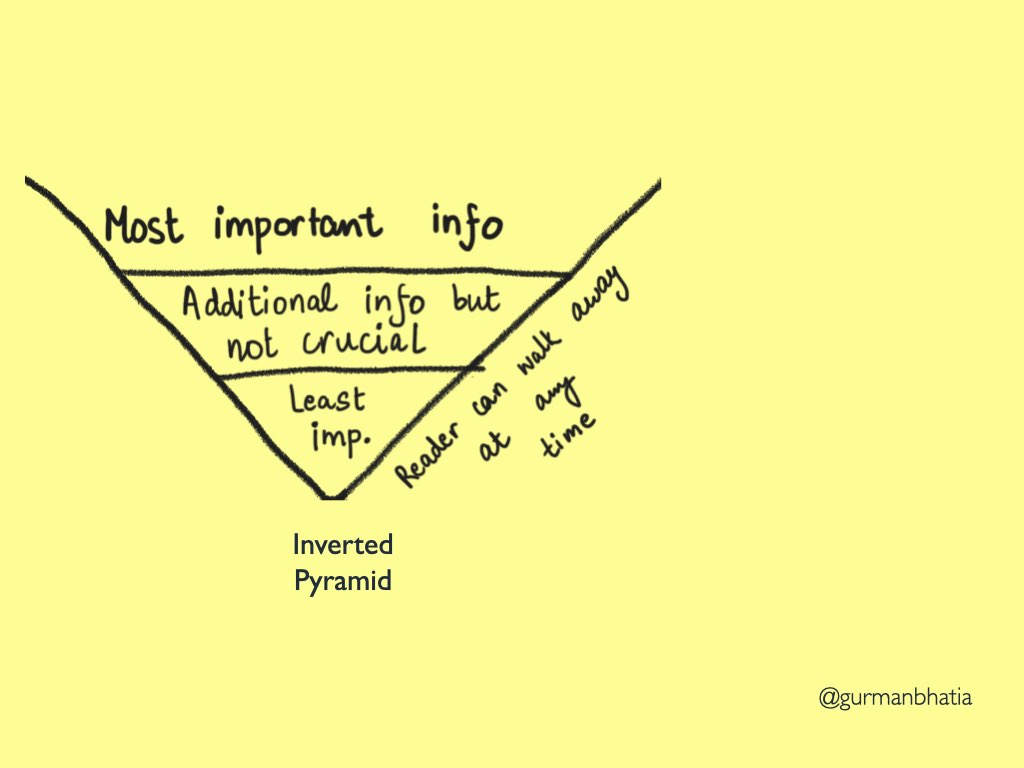 Most important info
Additional info but
not crucial
Least
imp.
Reader can walk away
at any
time
Inverted
Pyramid
@gurmanbhatia